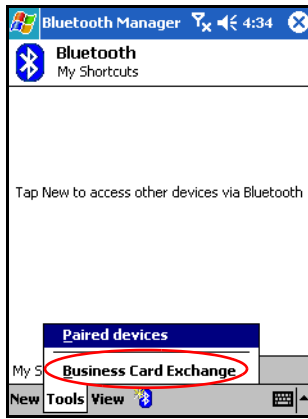 Bluetooth Manager 4:34
Bluetooth
My Shortcuts
Tap New to access other devices via Bluetooth
Paired devices
My S
Business Card Exchange
New Tools View